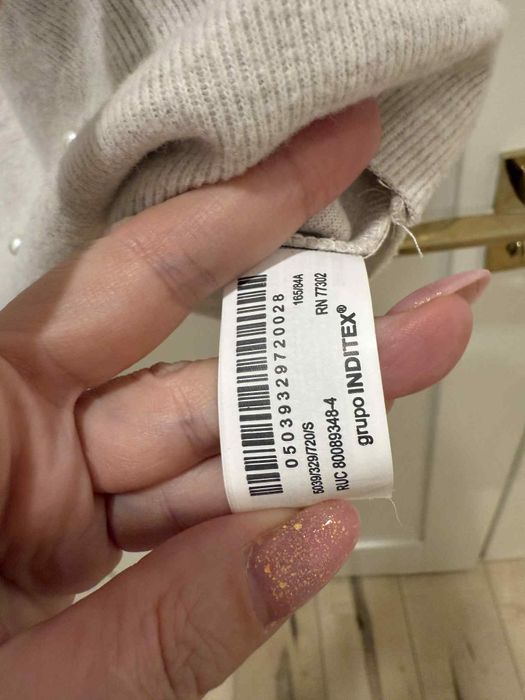 05039329720028
165/84A
5039/329/720/S
RN 77302
RUC 80089348-4
grupo INDITEX®